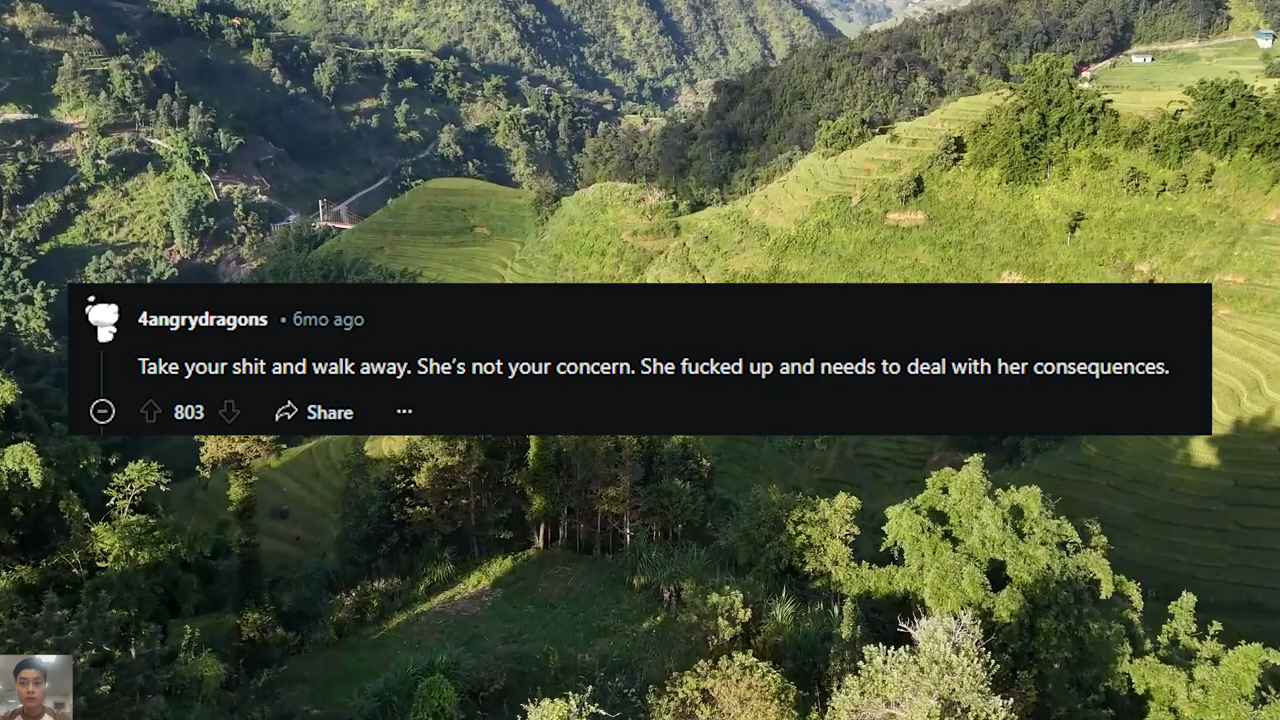 4angrydragons • 6mo ago
Take your shit and walk away. She's not your concern. She fucked up and needs to deal with her consequences.
803 Share ...